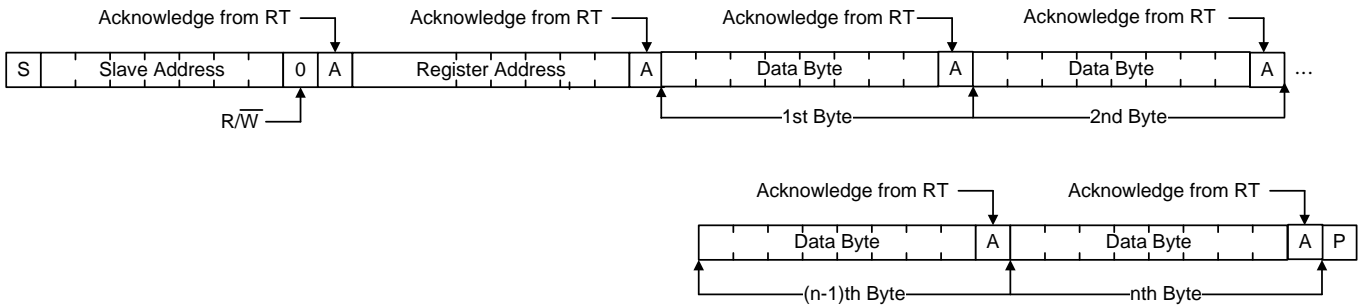 Acknowledge from RT Acknowledge from RT Acknowledge from RT Acknowledge from RT
S Slave Address 0 A Register Address A Data Byte A Data Byte A ...
R/W̅ 1st Byte 2nd Byte
Acknowledge from RT Acknowledge from RT
Data Byte A Data Byte A P
(n-1)th Byte nth Byte